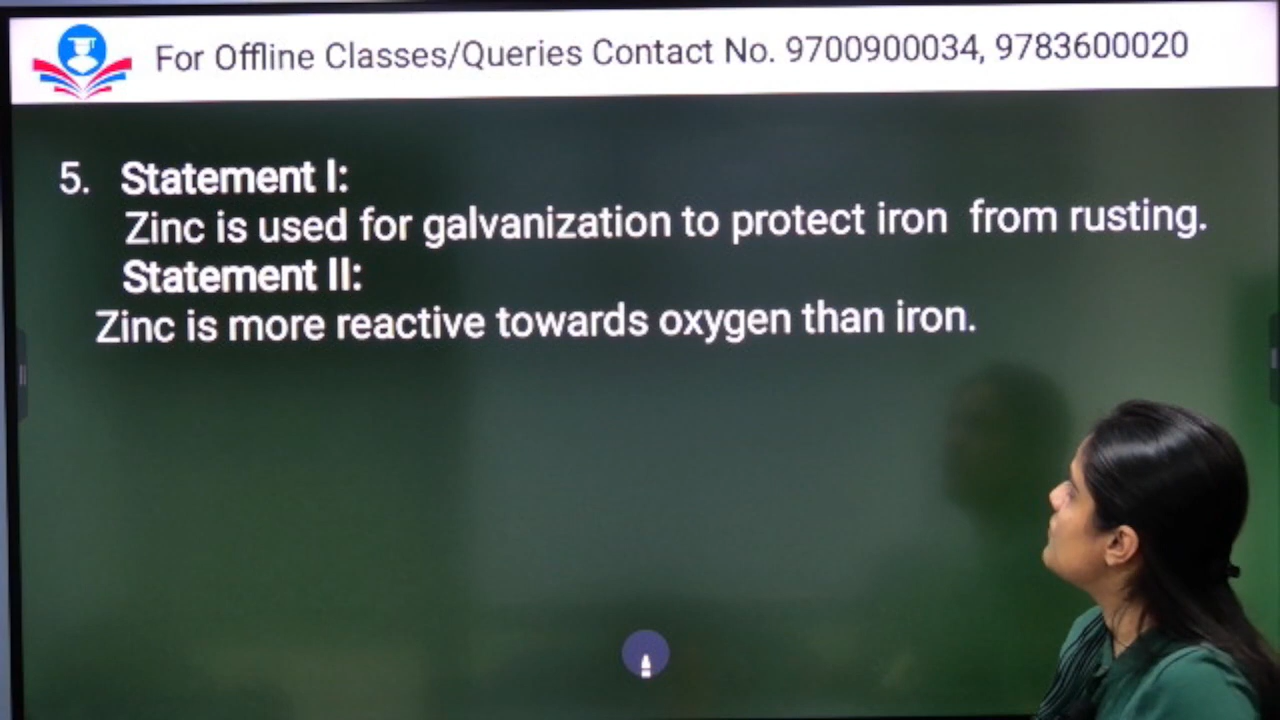 For Offline Classes/Queries Contact No. 9700900034, 9783600020
5. Statement I:
Zinc is used for galvanization to protect iron from rusting.
Statement II:
Zinc is more reactive towards oxygen than iron.